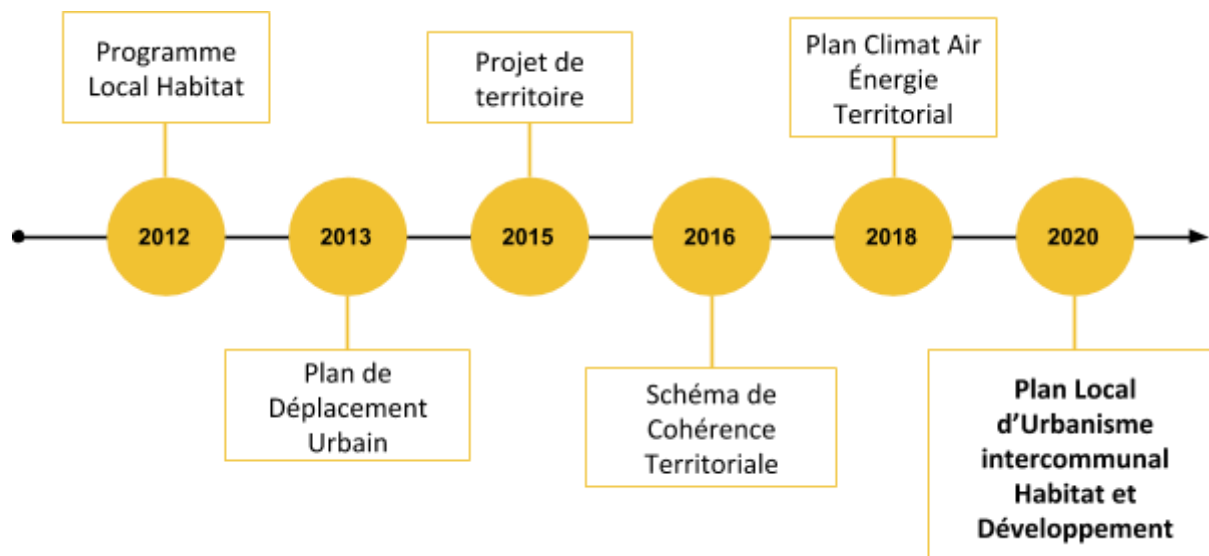 Programme
Local Habitat
Projet de
territoire
Plan Climat Air
Énergie
Territorial
2012
2013
2015
2016
2018
2020
Plan de
Déplacement
Urbain
Schéma de
Cohérence
Territoriale
Plan Local
d’Urbanisme
intercommunal
Habitat et
Développement